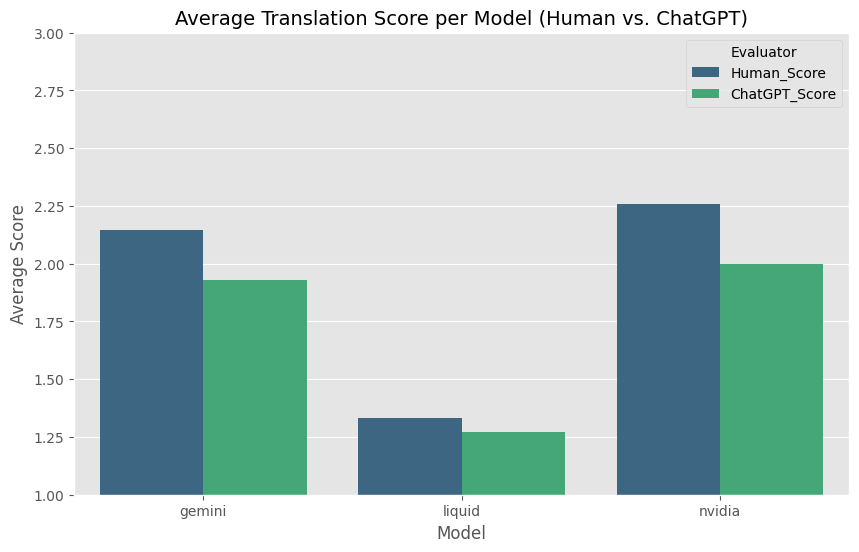 Average Translation Score per Model (Human vs. ChatGPT)
Evaluator
Human_Score
ChatGPT_Score
Average Score
3.00
2.75
2.50
2.25
2.00
1.75
1.50
1.25
1.00
gemini
liquid
nvidia
Model